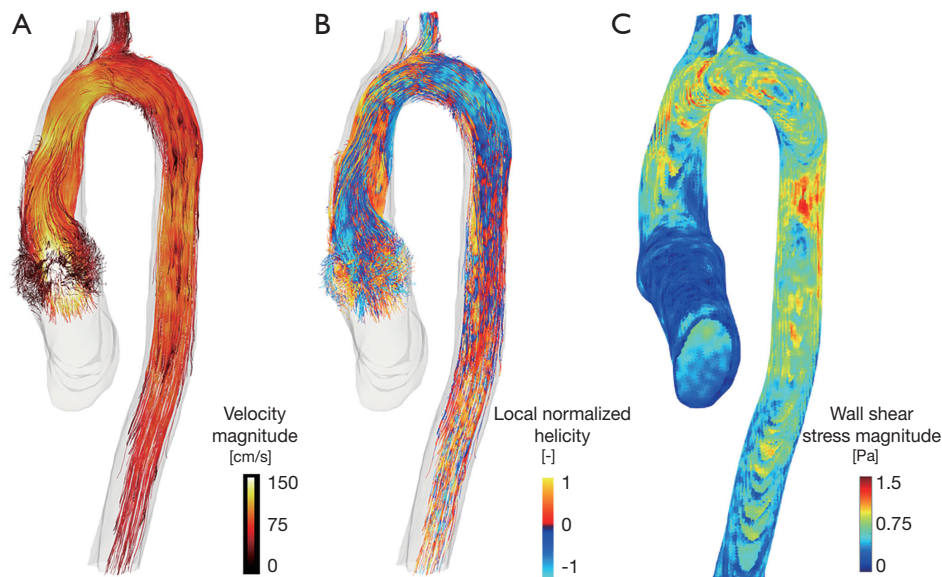 A
B
C
Velocity
magnitude
[cm/s]
150
75
0
Local normalized
helicity
[-]
1
0
-1
Wall shear
stress magnitude
[Pa]
1.5
0.75
0